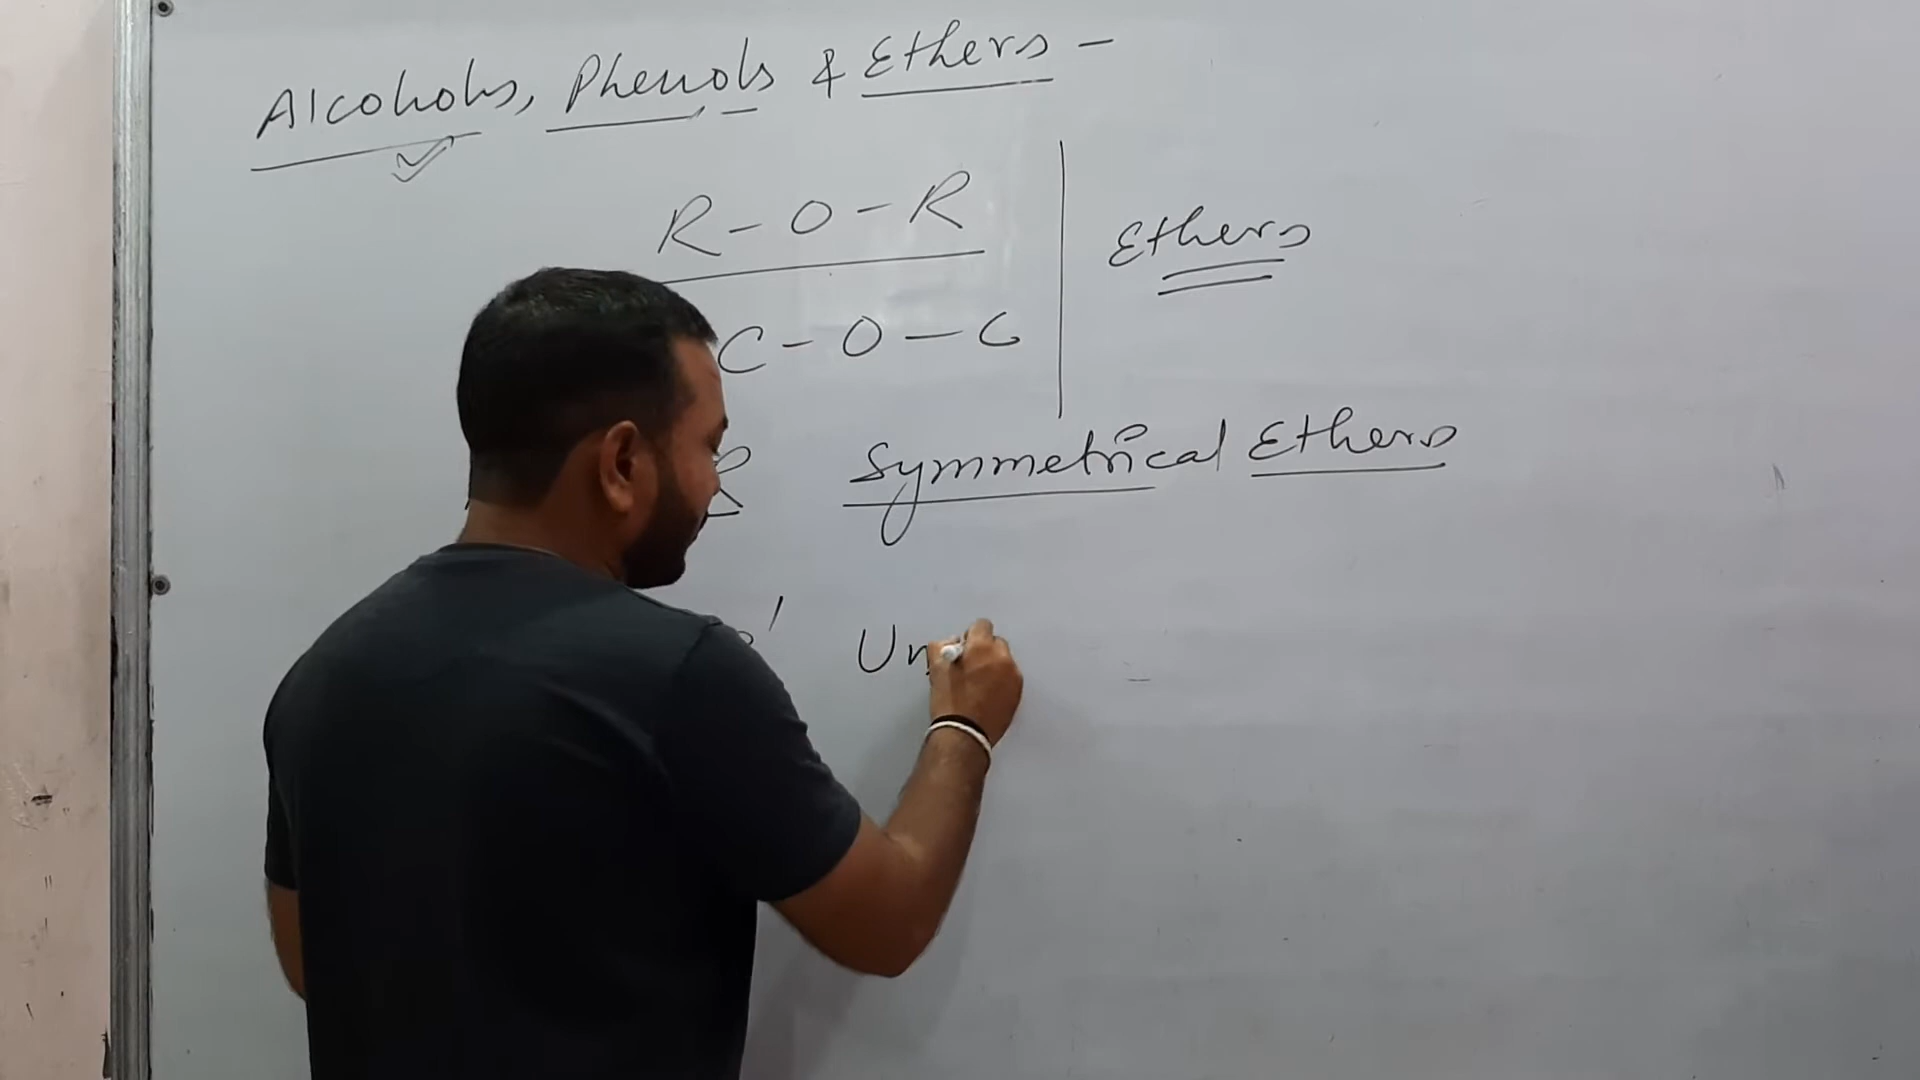 Alcohols, Phenols & Ethers -
R - O - R
Ethers
C - O - C
R Symmetrical Ethers
Un